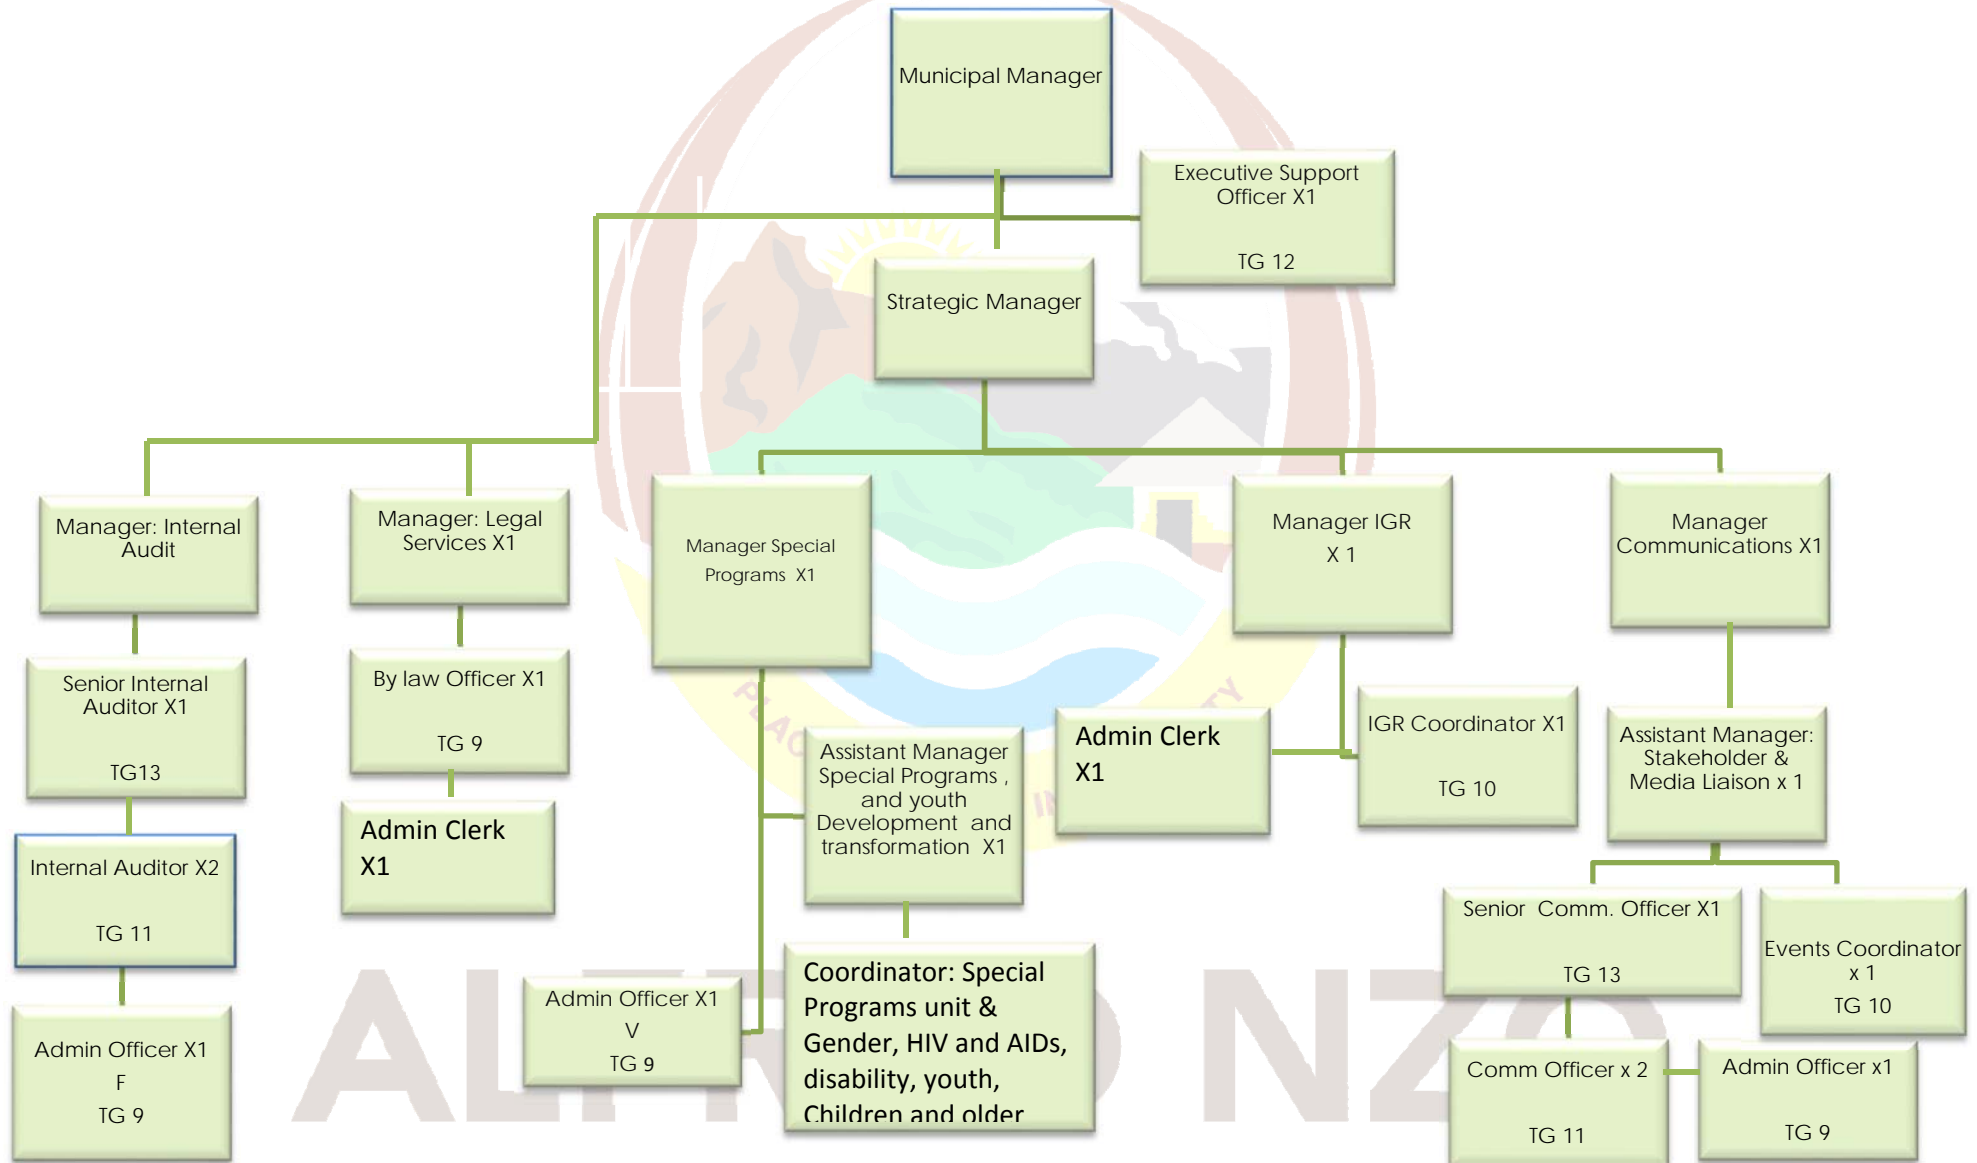 Municipal Manager
Executive Support
Officer X1
TG 12
Strategic Manager
Manager: Internal
Audit
Manager: Legal
Services X1
Manager Special
Programs X1
Manager IGR
X 1
Manager
Communications X1
Senior Internal
Auditor X1
TG13
By law Officer X1
TG 9
Assistant Manager
Special Programs ,
and youth
Development and
transformation X1
Admin Clerk
X1
IGR Coordinator X1
TG 10
Assistant Manager:
Stakeholder &
Media Liaison x 1
Internal Auditor X2
TG 11
Admin Clerk
X1
Senior Comm. Officer X1
TG 13
Events Coordinator
x 1
TG 10
Admin Officer X1
F
TG 9
Admin Officer X1
V
TG 9
Coordinator: Special
Programs unit &
Gender, HIV and AIDs,
disability, youth,
Children and older
Comm Officer x 2
TG 11
Admin Officer x1
TG 9
ALFRED NZO